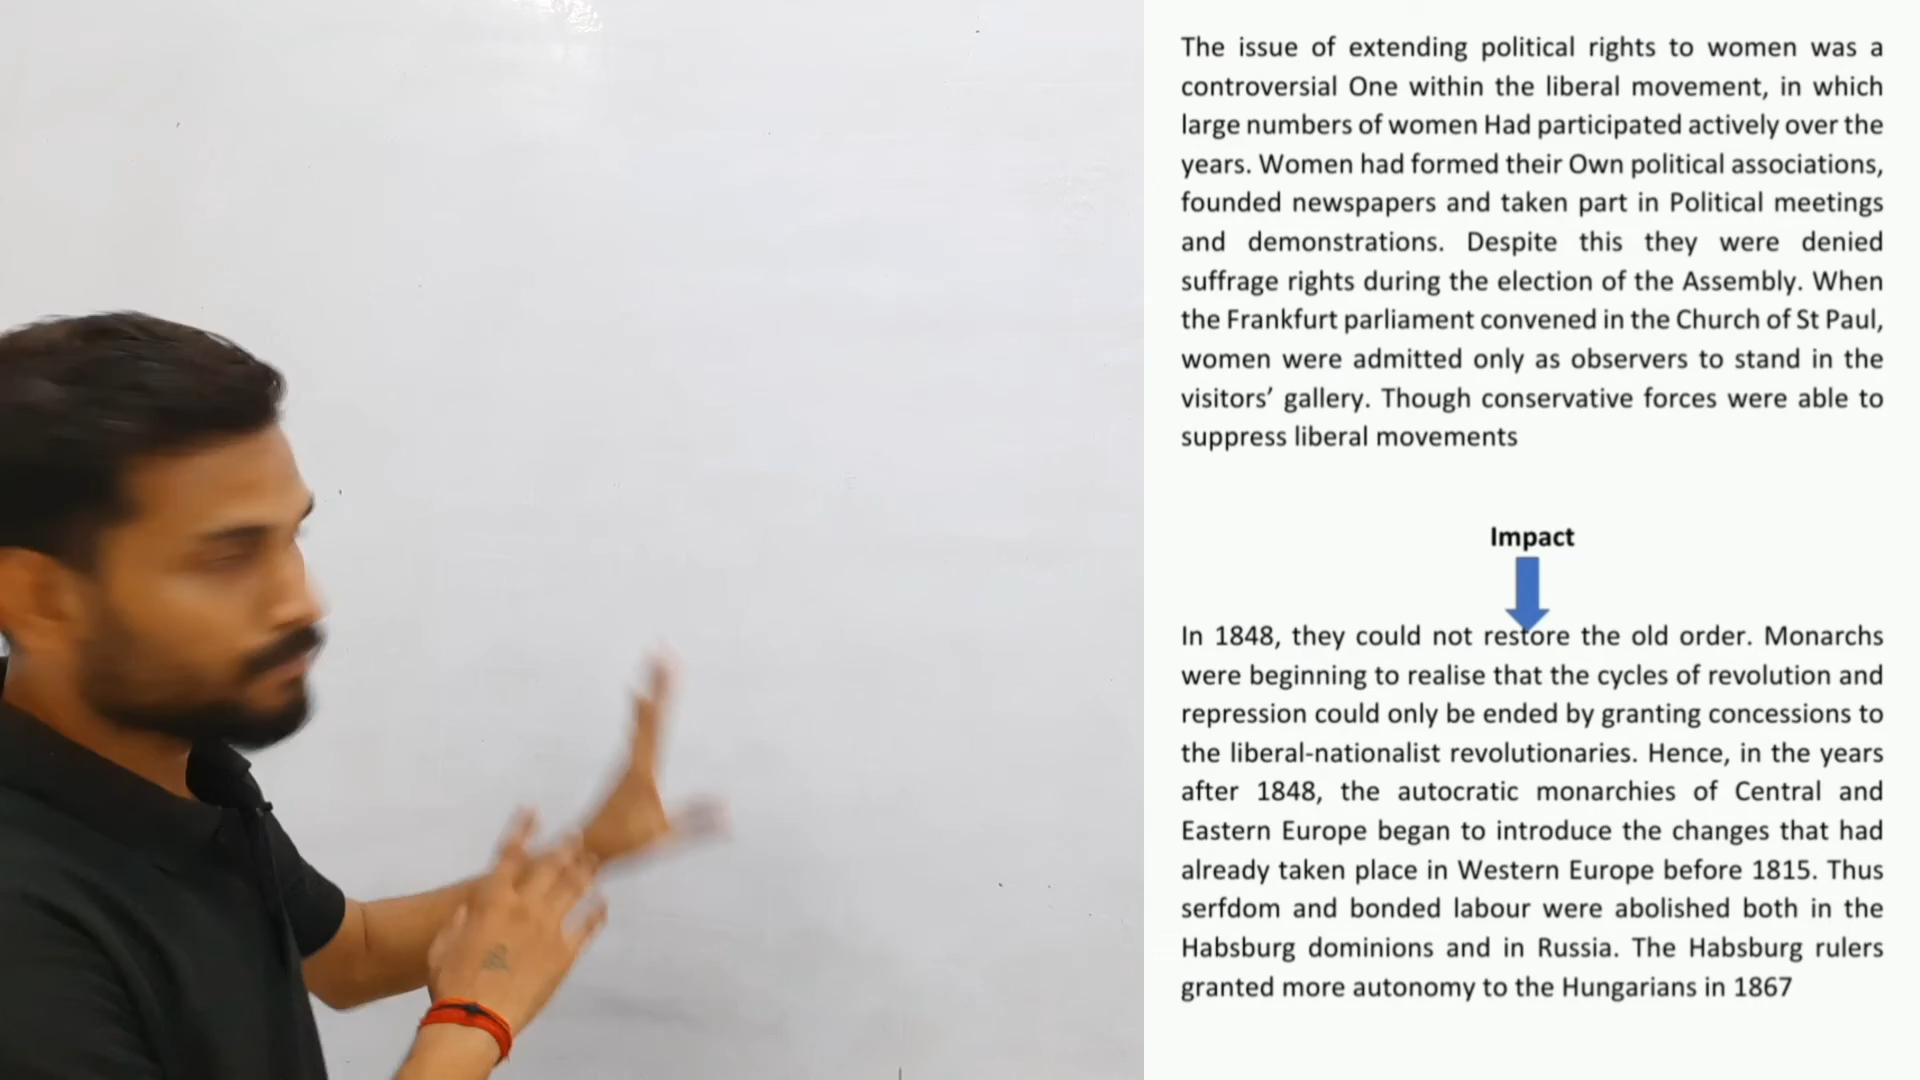 The issue of extending political rights to women was a
controversial One within the liberal movement, in which
large numbers of women Had participated actively over the
years. Women had formed their Own political associations,
founded newspapers and taken part in Political meetings
and demonstrations. Despite this they were denied
suffrage rights during the election of the Assembly. When
the Frankfurt parliament convened in the Church of St Paul,
women were admitted only as observers to stand in the
visitors’ gallery. Though conservative forces were able to
suppress liberal movements
Impact
In 1848, they could not restore the old order. Monarchs
were beginning to realise that the cycles of revolution and
repression could only be ended by granting concessions to
the liberal-nationalist revolutionaries. Hence, in the years
after 1848, the autocratic monarchies of Central and
Eastern Europe began to introduce the changes that had
already taken place in Western Europe before 1815. Thus
serfdom and bonded labour were abolished both in the
Habsburg dominions and in Russia. The Habsburg rulers
granted more autonomy to the Hungarians in 1867